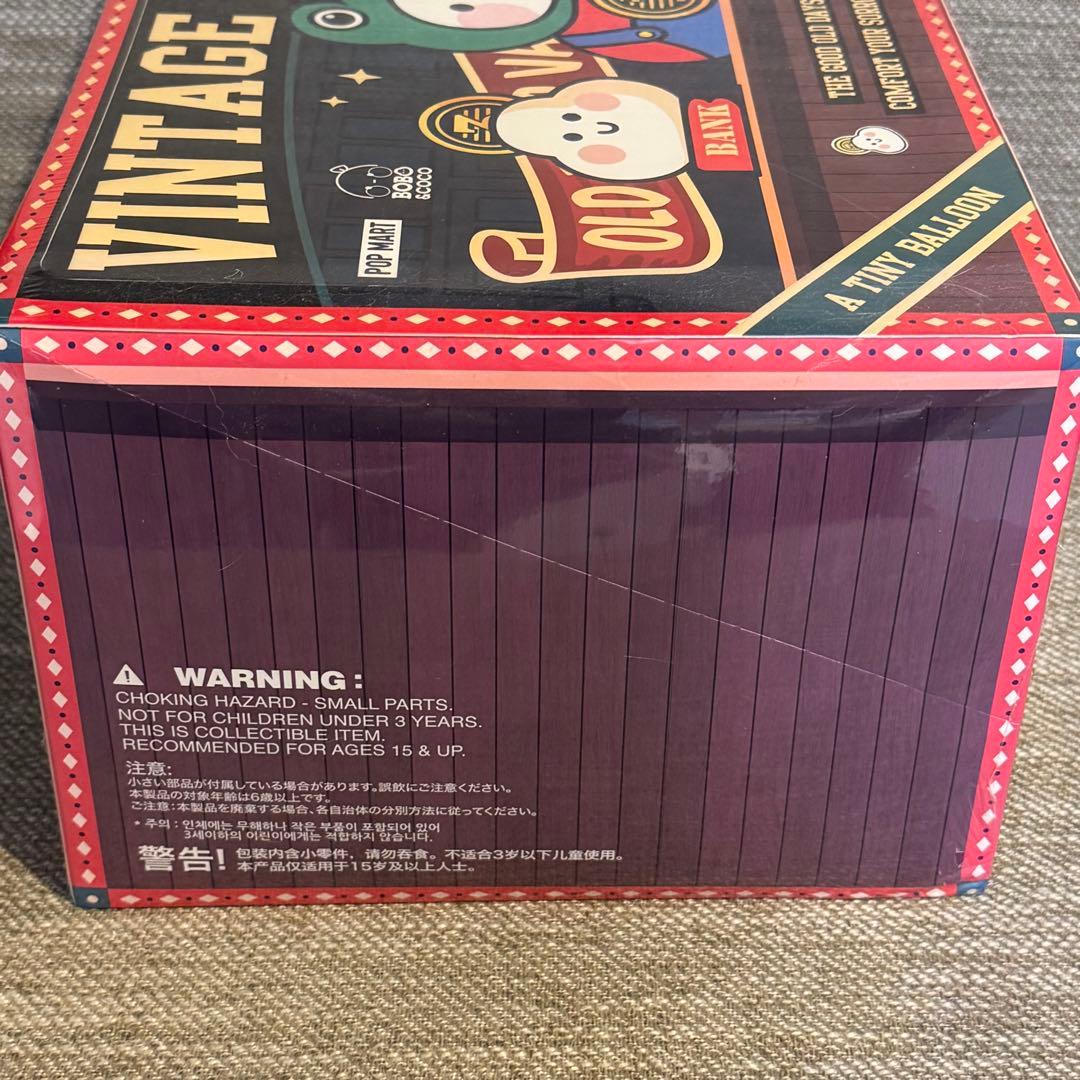 VINTAGE
BOBO
&COCO
POP MART
OLD VA
BANK
THE GOOD OLD DAYS
COMFORT YOUR
A TINY BALLOON
WARNING:
CHOKING HAZARD - SMALL PARTS.
NOT FOR CHILDREN UNDER 3 YEARS.
THIS IS COLLECTIBLE ITEM.
RECOMMENDED FOR AGES 15 & UP.
注意:
小さい部品が付属している場合があります。誤飲にご注意ください。
本製品の対象年齢は6歳以上です。
ご注意:本製品を廃棄する場合、各自治体の分別方法に従ってください。
* 주의 : 인체에는 무해하나 작은 부품이 포함되어 있어
3세이하의 어린이에게는 적합하지 않습니다.
警告! 包装内含小零件，请勿吞食。不适合3岁以下儿童使用。
本产品仅适用于15岁及以上人士。